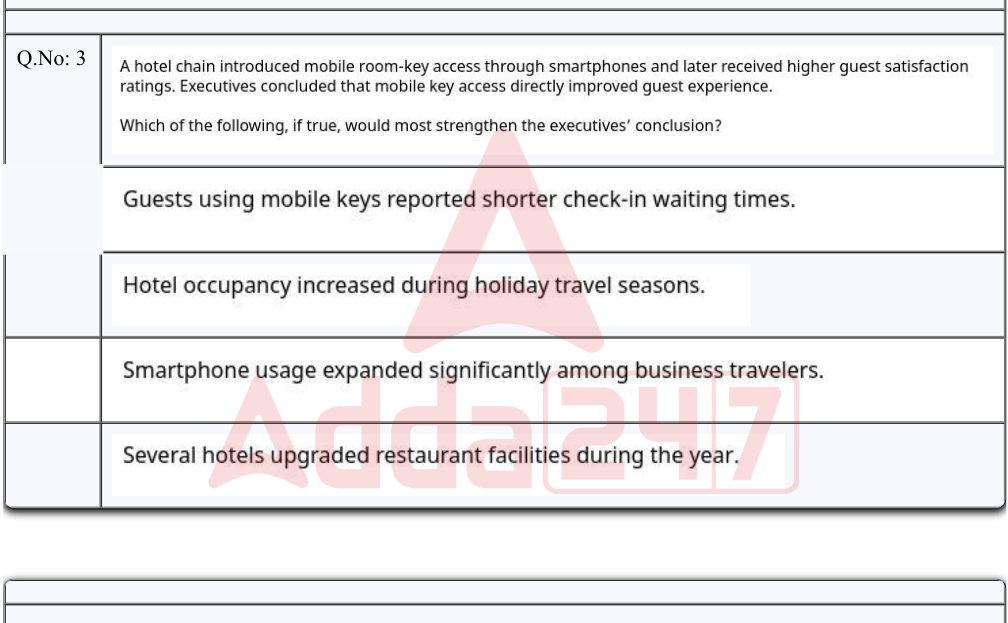 Q.No: 3
A hotel chain introduced mobile room-key access through smartphones and later received higher guest satisfaction
ratings. Executives concluded that mobile key access directly improved guest experience.
Which of the following, if true, would most strengthen the executives’ conclusion?
Guests using mobile keys reported shorter check-in waiting times.
Hotel occupancy increased during holiday travel seasons.
Smartphone usage expanded significantly among business travelers.
Several hotels upgraded restaurant facilities during the year.
Adda247